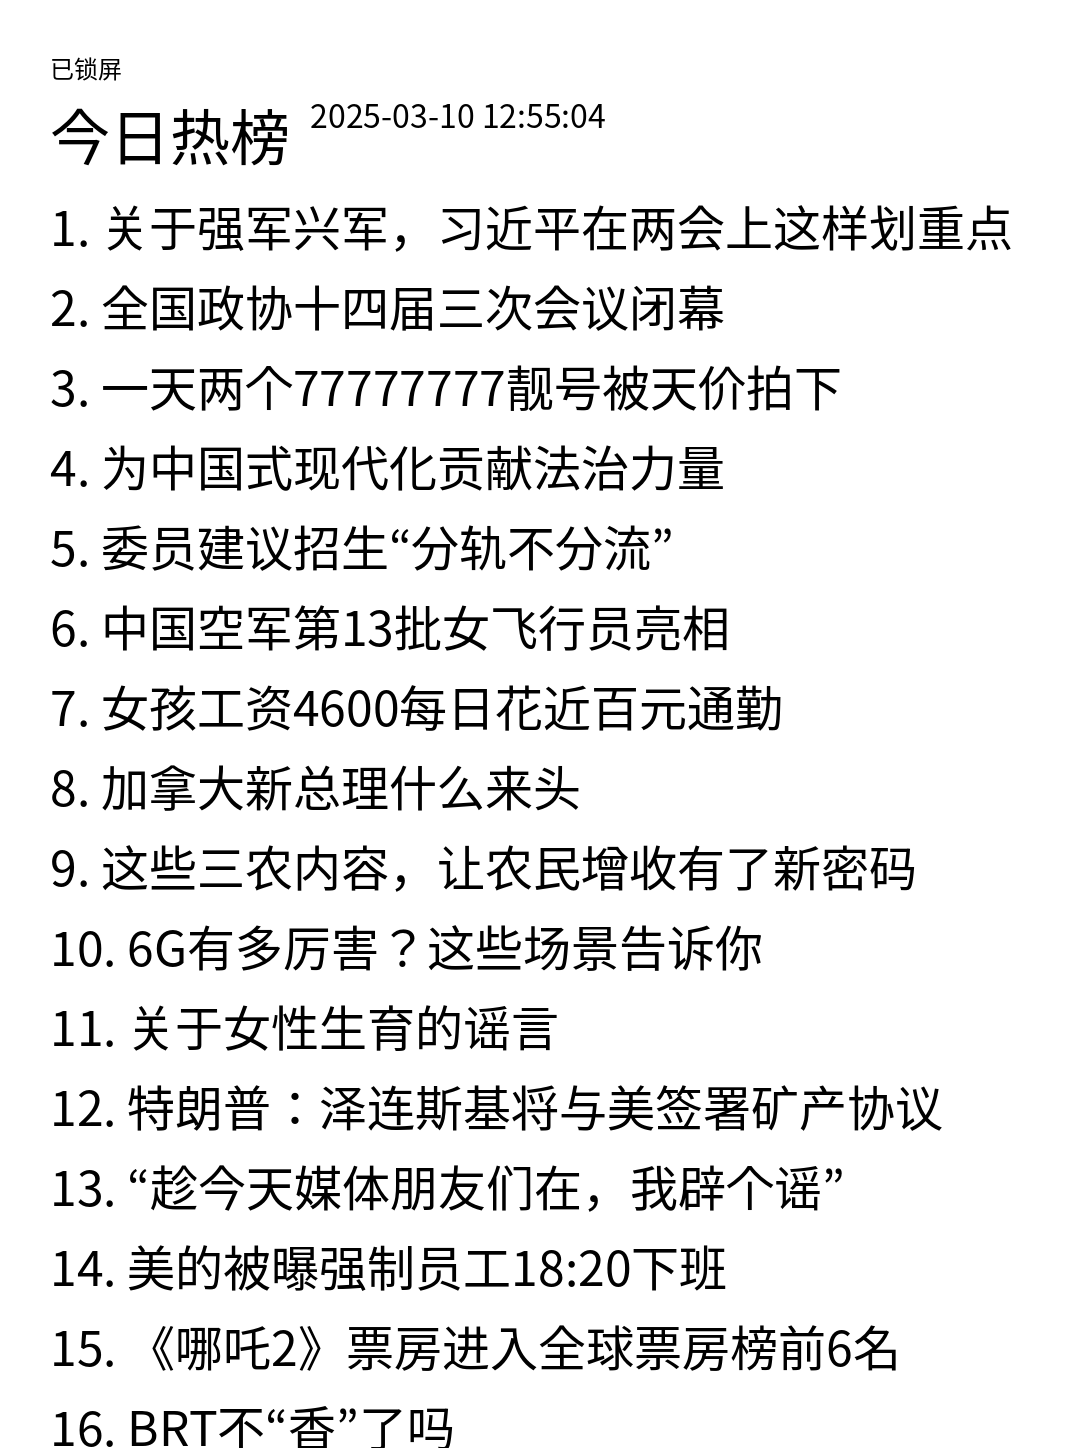 已锁屏
今日热榜 2025-03-10 12:55:04
1. 关于强军兴军，习近平在两会上这样划重点
2. 全国政协十四届三次会议闭幕
3. 一天两个77777777靓号被天价拍下
4. 为中国式现代化贡献法治力量
5. 委员建议招生“分轨不分流”
6. 中国空军第13批女飞行员亮相
7. 女孩工资4600每日花近百元通勤
8. 加拿大新总理什么来头
9. 这些三农内容，让农民增收有了新密码
10. 6G有多厉害？这些场景告诉你
11. 关于女性生育的谣言
12. 特朗普：泽连斯基将与美签署矿产协议
13. “趁今天媒体朋友们在，我辟个谣”
14. 美的被曝强制员工18:20下班
15. 《哪吒2》票房进入全球票房榜前6名
16. BRT不“香”了吗